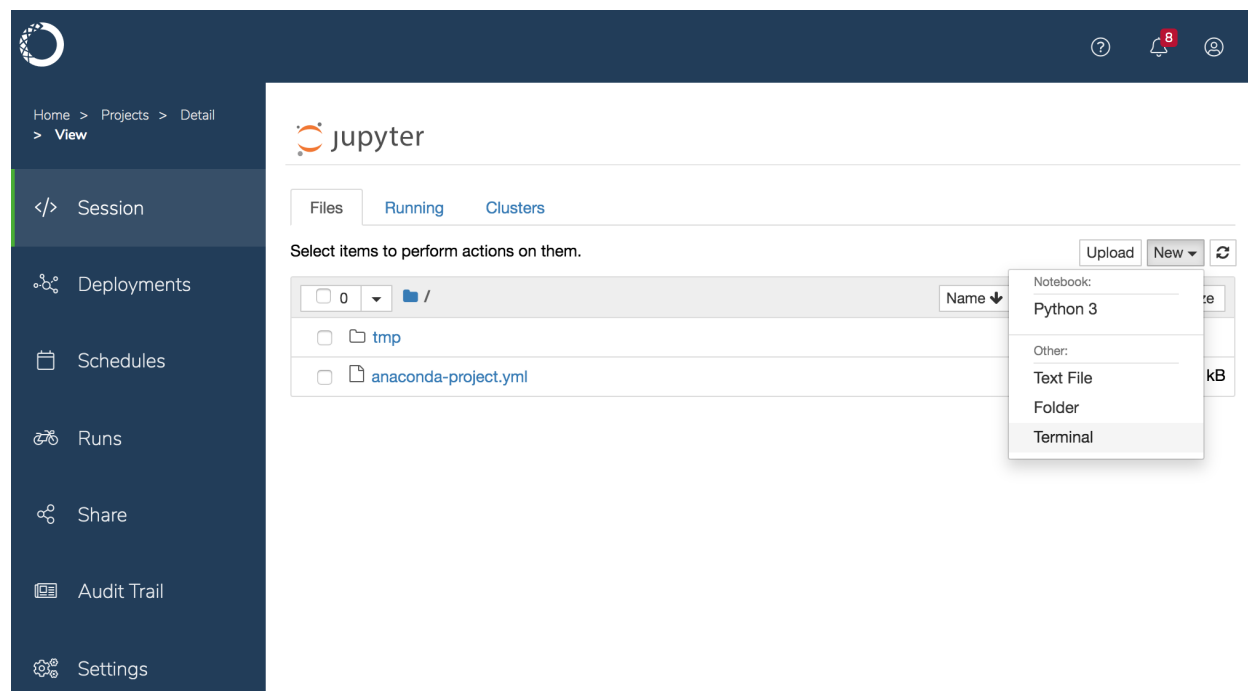 8
Home > Projects > Detail
> View
jupyter
</> Session
Files Running Clusters
Select items to perform actions on them.
Upload New
Deployments
Notebook:
0 /
Name
Python 3
tmp
Other:
Schedules
Text File
anaconda-project.yml
kB
Folder
Runs
Terminal
Share
Audit Trail
Settings